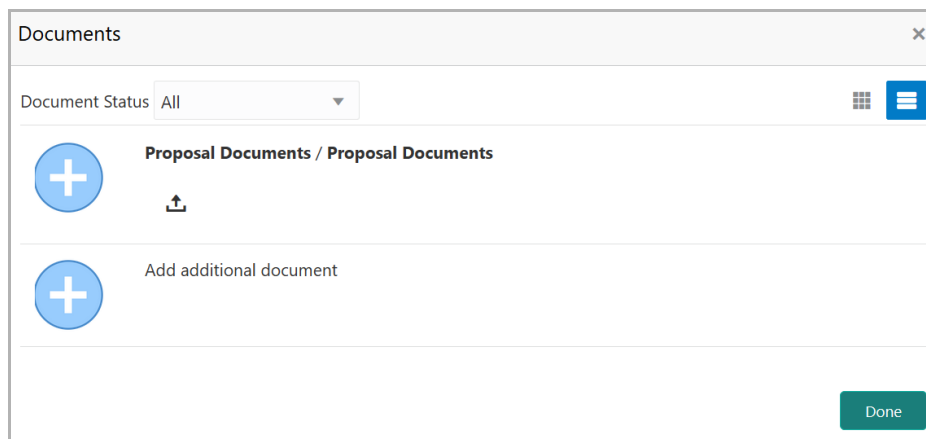 Documents
Document Status All
Proposal Documents / Proposal Documents
Add additional document
Done